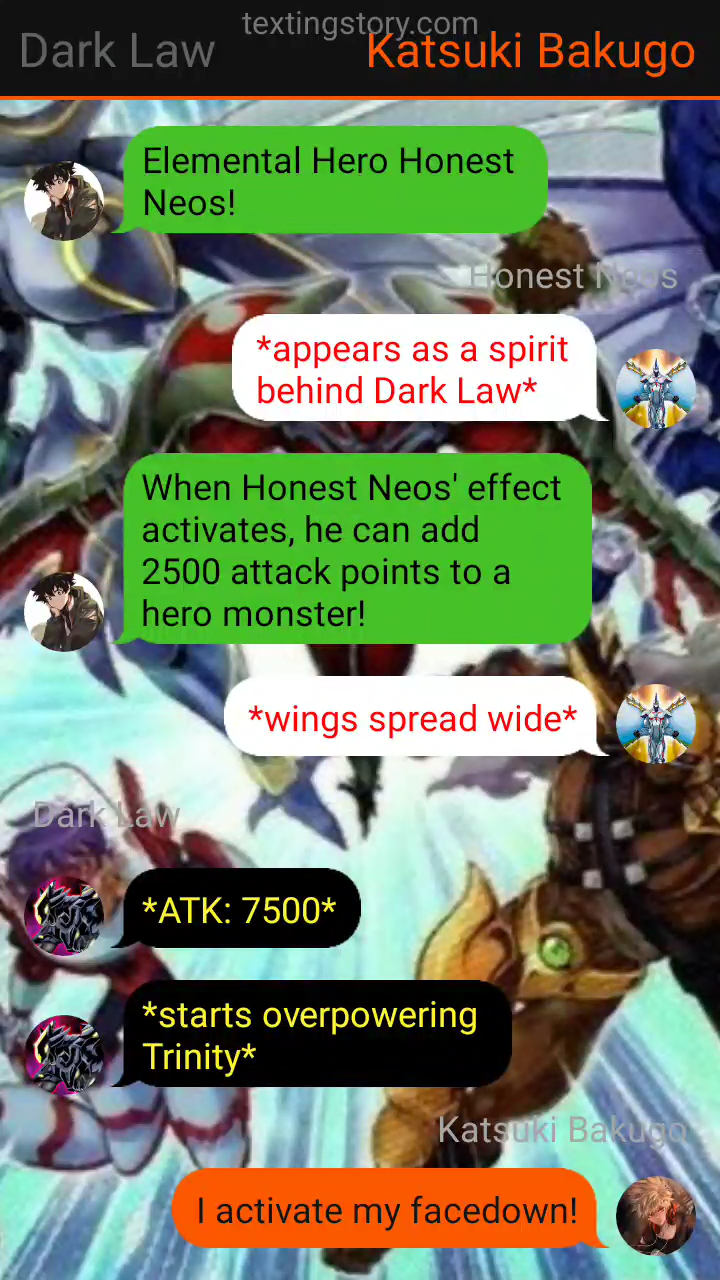 textingstory.com
Dark Law
Katsuki Bakugo
Elemental Hero Honest
Neos!
Honest Neos
*appears as a spirit
behind Dark Law*
When Honest Neos' effect
activates, he can add
2500 attack points to a
hero monster!
*wings spread wide*
Dark Law
*ATK: 7500*
*starts overpowering
Trinity*
Katsuki Bakugo
I activate my facedown!